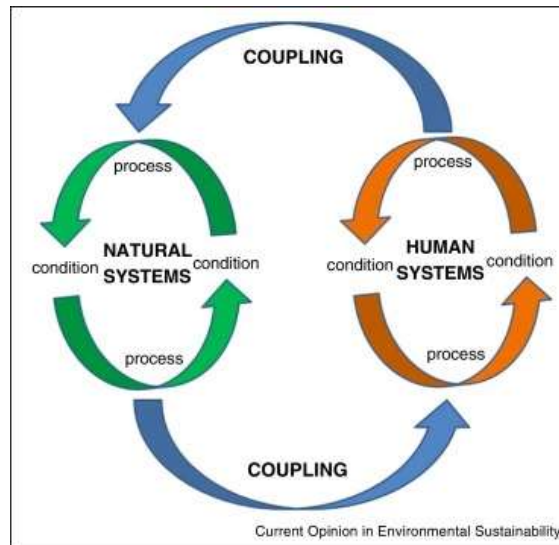 COUPLING
process
process
NATURAL
SYSTEMS
condition
condition
HUMAN
SYSTEMS
condition
condition
process
process
COUPLING
Current Opinion in Environmental Sustainability